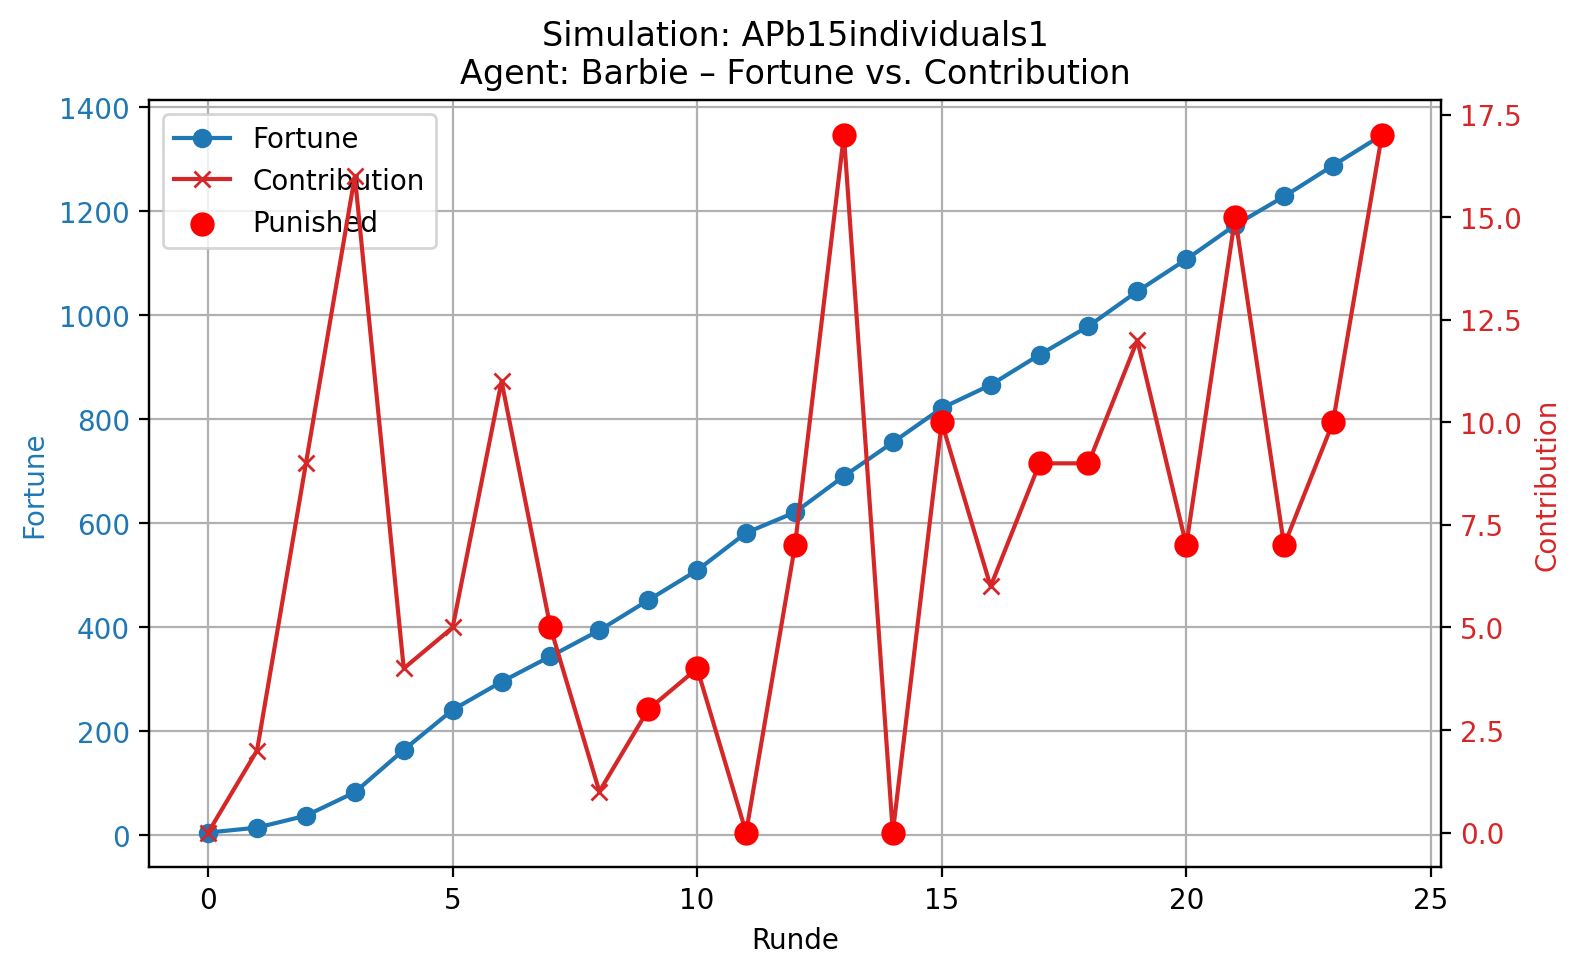 Simulation: APb15individuals1
Agent: Barbie – Fortune vs. Contribution
Fortune
Contribution
Punished
1400
1200
1000
800
600
400
200
0
Fortune
17.5
15.0
12.5
10.0
7.5
5.0
2.5
0.0
Contribution
0 5 10 15 20 25
Runde